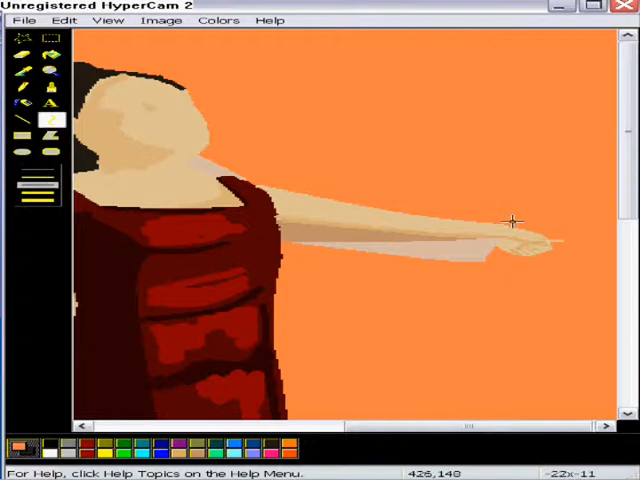 Unregistered HyperCam 2
File Edit View Image Colors Help
A
For Help, click Help Topics on the Help Menu.
426,148
-22x-11